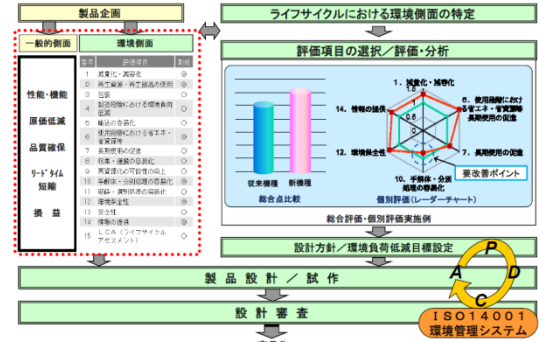 製品企画
ライフサイクルにおける環境側面の特定
一般的側面
環境側面
性能・機能
原価低減
品質確保
リードタイム
短縮
損 益
番号 評価項目
1 減量化・減容化
2 再生資源・再生部品の使用
3 包装
4 製造段階における環境負荷
低減
5 輸送の容易化
6 使用段階における省エネ・
省資源等
7 長期使用の促進
8 収集・運搬の容易化
9 再資源化の可能性の向上
10 手解体・分別処理の容易化
11 破砕・選別処理の容易化
12 環境保全性
13 安全性
14 情報の提供
15 LCA(ライフサイクル
アセスメント)
評価項目の選択/評価・分析
従来機種
新機種
総合点比較
1. 減量化・減容化
1.5
1
0.5
0
6. 使用段階における
省エネ・省資源等
長期使用の促進
7. 長期使用の促進
10. 手解体・分別
処理の容易化
12. 環境保全性
14. 情報の提供
要改善ポイント
個別評価(レーダーチャート)
総合評価・個別評価実施例
設計方針/環境負荷低減目標設定
製品設計/試作
設計審査
P
D
C
A
ISO14001
環境管理システム